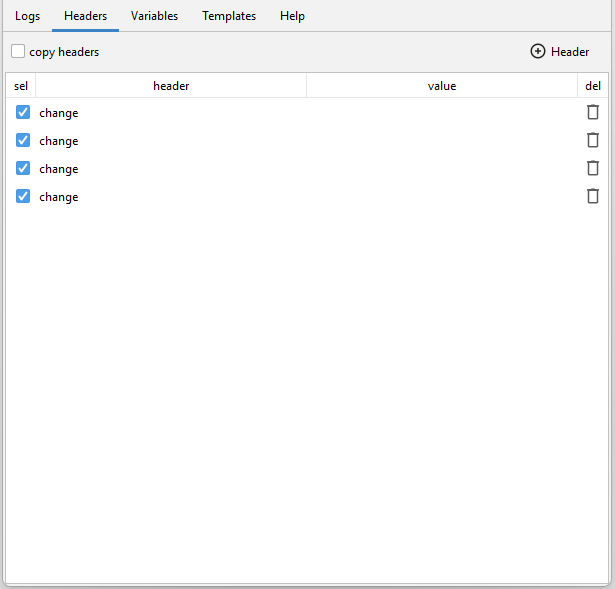 Logs Headers Variables Templates Help
copy headers Header
sel header value del
change
change
change
change